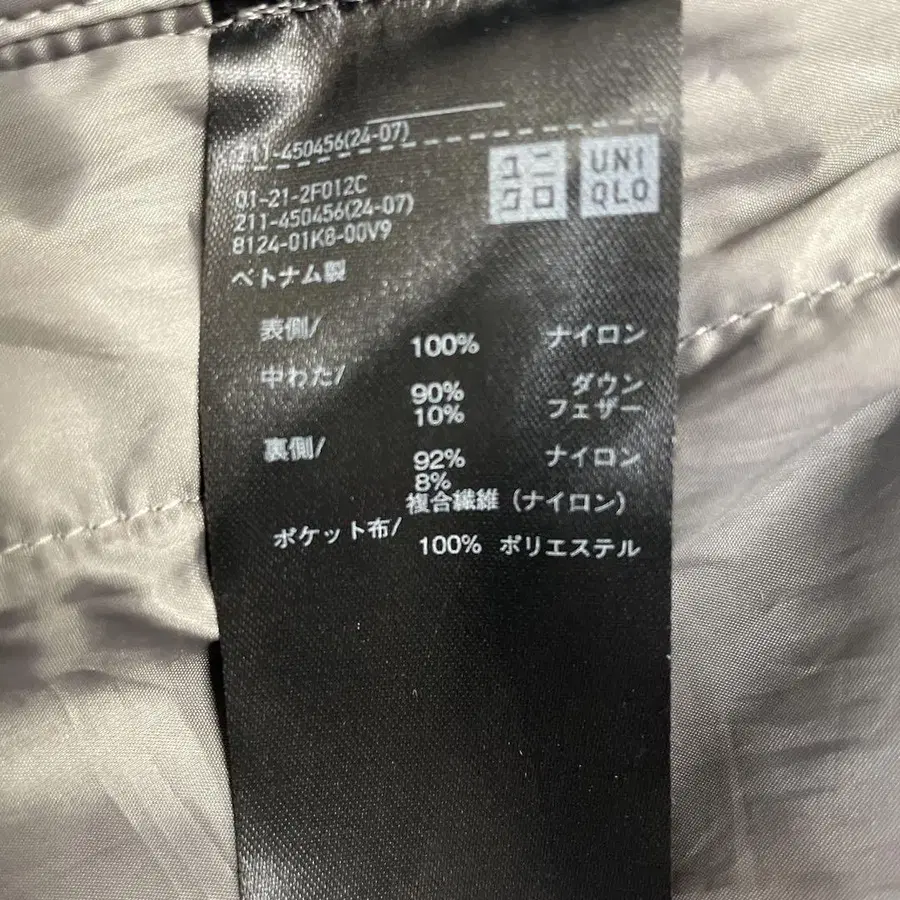 211-450456(24-07)
ユニ
クロ
UNI
QLO
01-21-2F012C
211-450456(24-07)
8124-01K8-00V9
ベトナム製
表側/
100% ナイロン
中わた/
90% ダウン
10% フェザー
裏側/
92% ナイロン
8%
複合繊維(ナイロン)
ポケット布/
100% ポリエステル